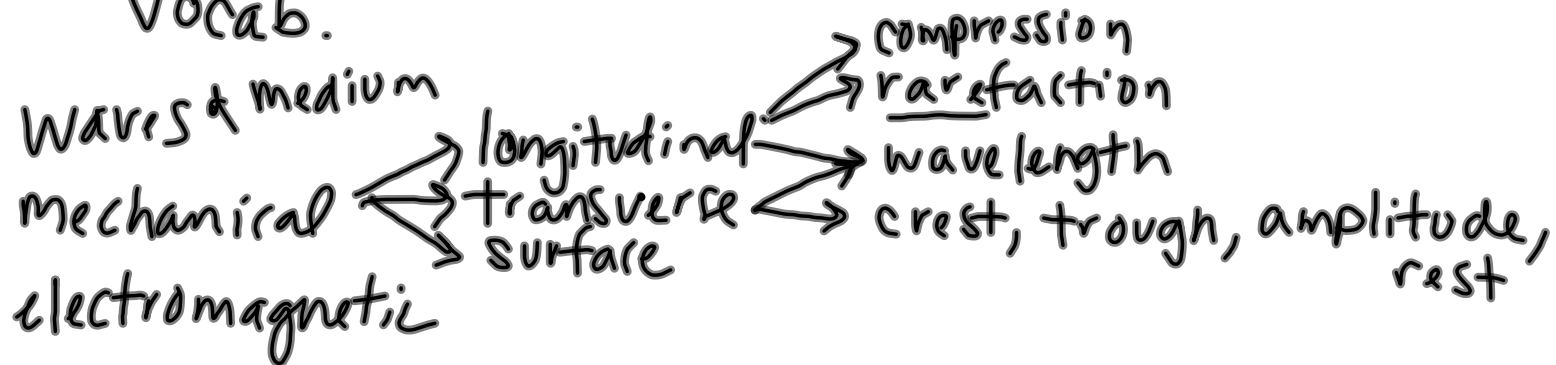 Vocab.
waves & medium
mechanical
electromagnetic
longitudinal
transverse
surface
compression
rarefaction
wavelength
crest, trough, amplitude,
rest